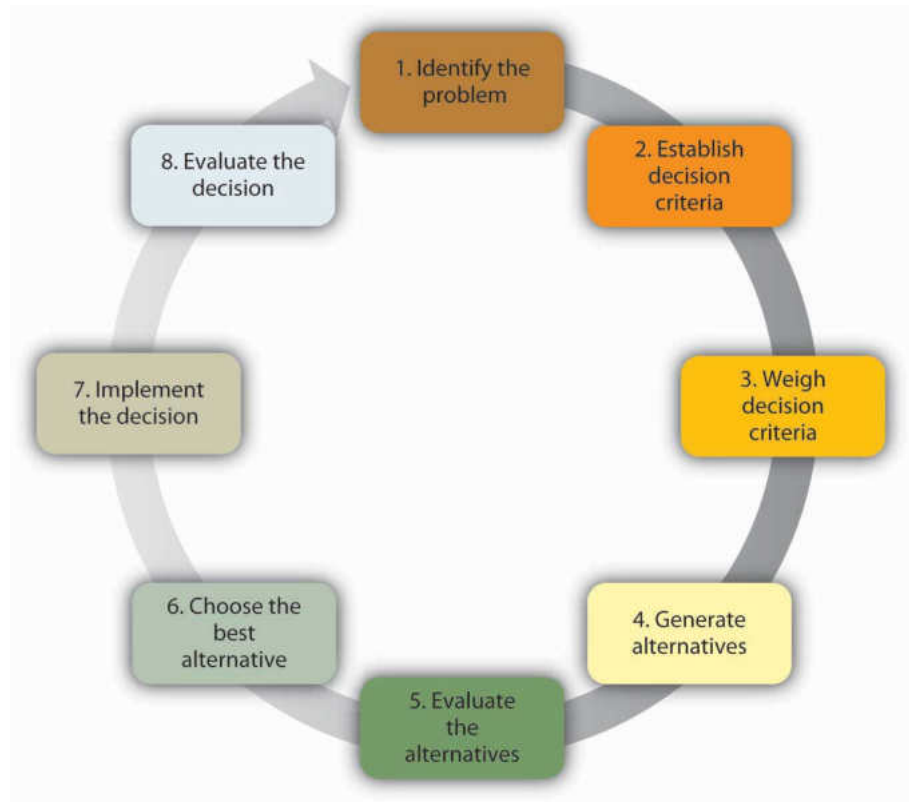 1. Identify the
problem
2. Establish
decision
criteria
3. Weigh
decision
criteria
4. Generate
alternatives
5. Evaluate
the
alternatives
6. Choose the
best
alternative
7. Implement
the decision
8. Evaluate the
decision